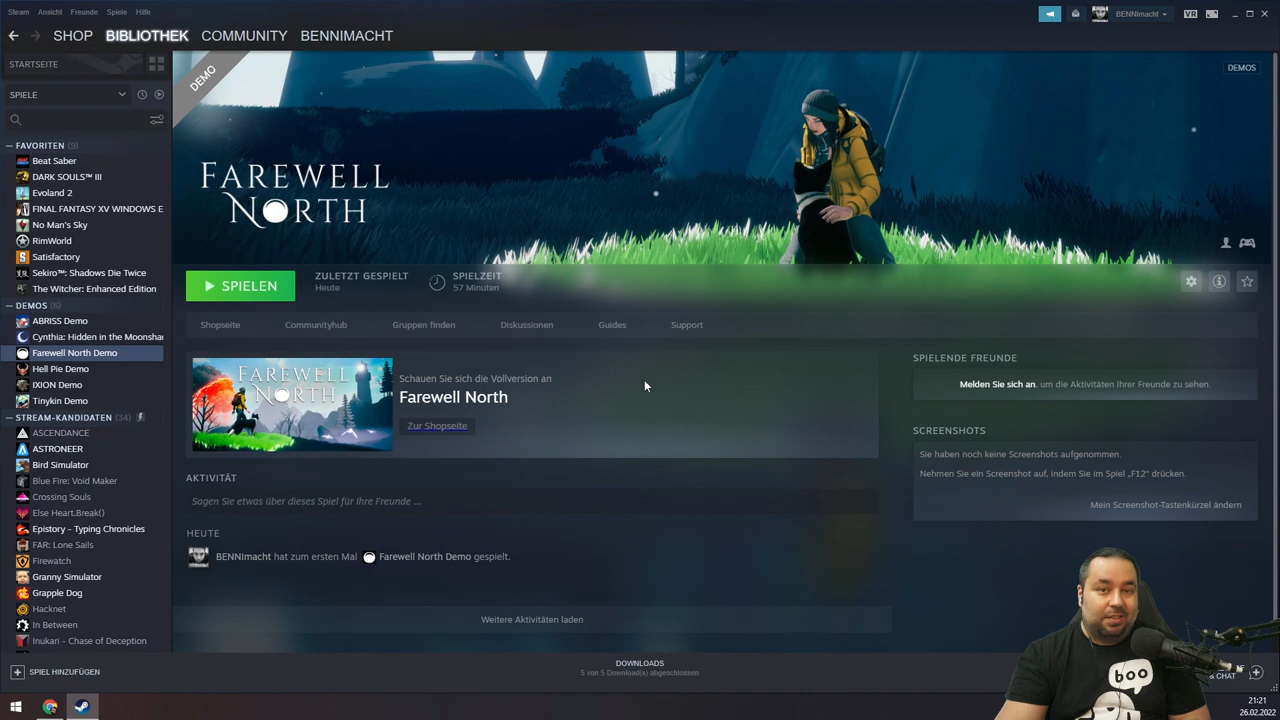 Steam Ansicht Freunde Spiele Hilfe
BENNImacht
VR
SHOP BIBLIOTHEK COMMUNITY BENNIMACHT
STARTSEITE
SPIELE
FAVORITEN (9)
Beat Saber
DARK SOULS™ III
Evoland 2
FINAL FANTASY XV WINDOWS E
No Man's Sky
RimWorld
Satisfactory
Sekiro™: Shadows Die Twice
The Witcher: Enhanced Edition
DEMOS (6)
ABRISS Demo
Cynthia: Hidden in the Moonsha
Farewell North Demo
Hell Pie Demo
IXION Demo
Tinykin Demo
STREAM-KANDIDATEN (34)
ASCENDANCE
ASTRONEER
Bird Simulator
Blue Fire: Void Maker
Crossing Souls
Else Heart.Break()
Epistory - Typing Chronicles
FAR: Lone Sails
Firewatch
Granny Simulator
Grapple Dog
Hacknet
In Between
Inukari - Chase of Deception
SPIEL HINZUFÜGEN
DEMO
DEMOS
FAREWELL
NORTH
SPIELEN
ZULETZT GESPIELT
Heute
SPIELZEIT
57 Minuten
Shopseite Communityhub Gruppen finden Diskussionen Guides Support
FAREWELL
NORTH
Schauen Sie sich die Vollversion an
Farewell North
Zur Shopseite
AKTIVITÄT
Sagen Sie etwas über dieses Spiel für Ihre Freunde ...
HEUTE
BENNImacht hat zum ersten Mal Farewell North Demo gespielt.
Weitere Aktivitäten laden
SPIELENDE FREUNDE
Melden Sie sich an, um die Aktivitäten Ihrer Freunde zu sehen.
SCREENSHOTS
Sie haben noch keine Screenshots aufgenommen.
Nehmen Sie ein Screenshot auf, indem Sie im Spiel „F12" drücken.
Mein Screenshot-Tastenkürzel ändern
DOWNLOADS
5 von 5 Download(s) abgeschlossen
& CHAT
boo
21:21
26.02.2022